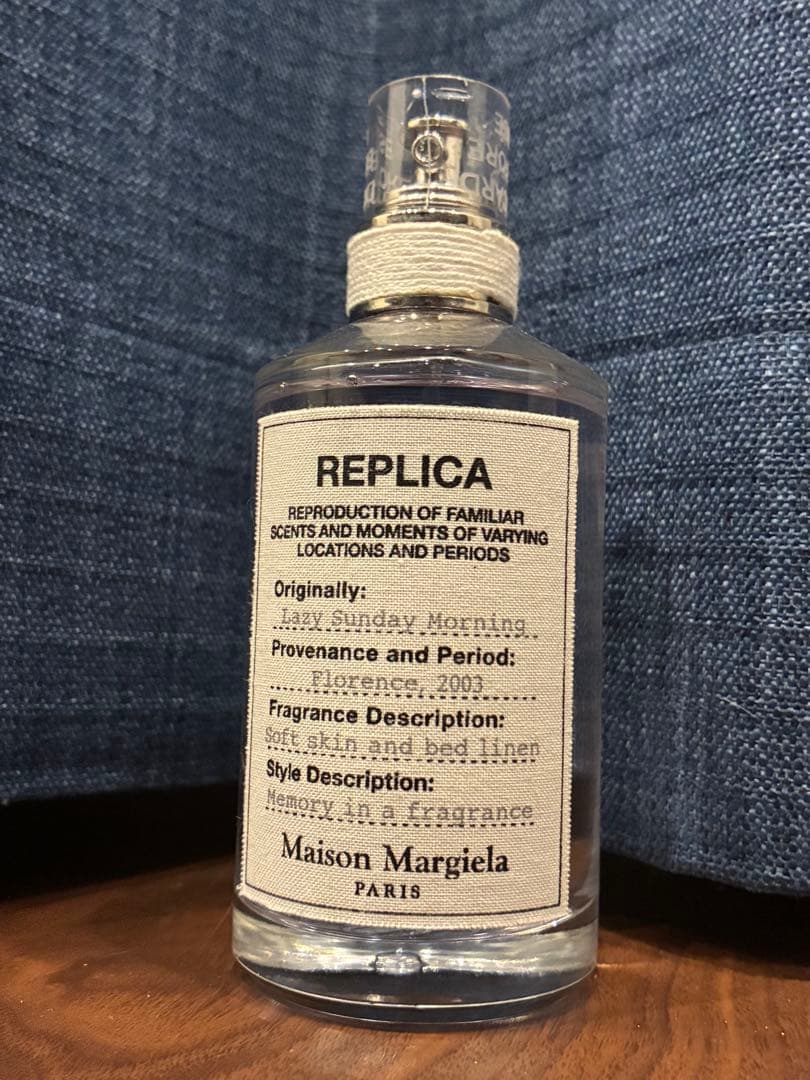 REPLICA
REPRODUCTION OF FAMILIAR
SCENTS AND MOMENTS OF VARYING
LOCATIONS AND PERIODS
Originally:
Lazy Sunday Morning
Provenance and Period:
Florence, 2003
Fragrance Description:
Soft skin and bed linen
Style Description:
Memory in a fragrance
Maison Margiela
PARIS